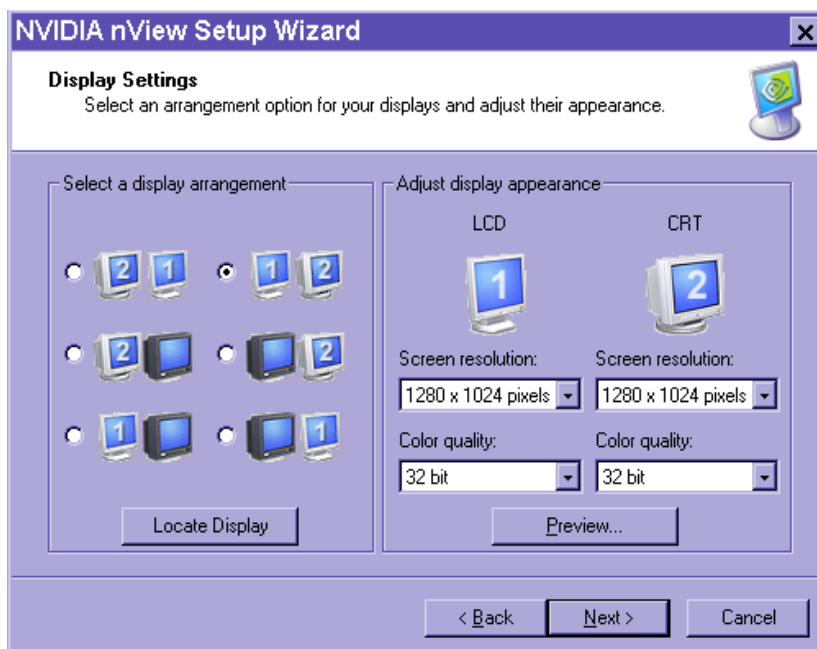 NVIDIA nView Setup Wizard
Display Settings
Select an arrangement option for your displays and adjust their appearance.
Select a display arrangement
2 1 1 2
2 2
1 1
Locate Display
Adjust display appearance
LCD CRT
1 2
Screen resolution: Screen resolution:
1280 x 1024 pixels 1280 x 1024 pixels
Color quality: Color quality:
32 bit 32 bit
Preview...
< Back Next > Cancel